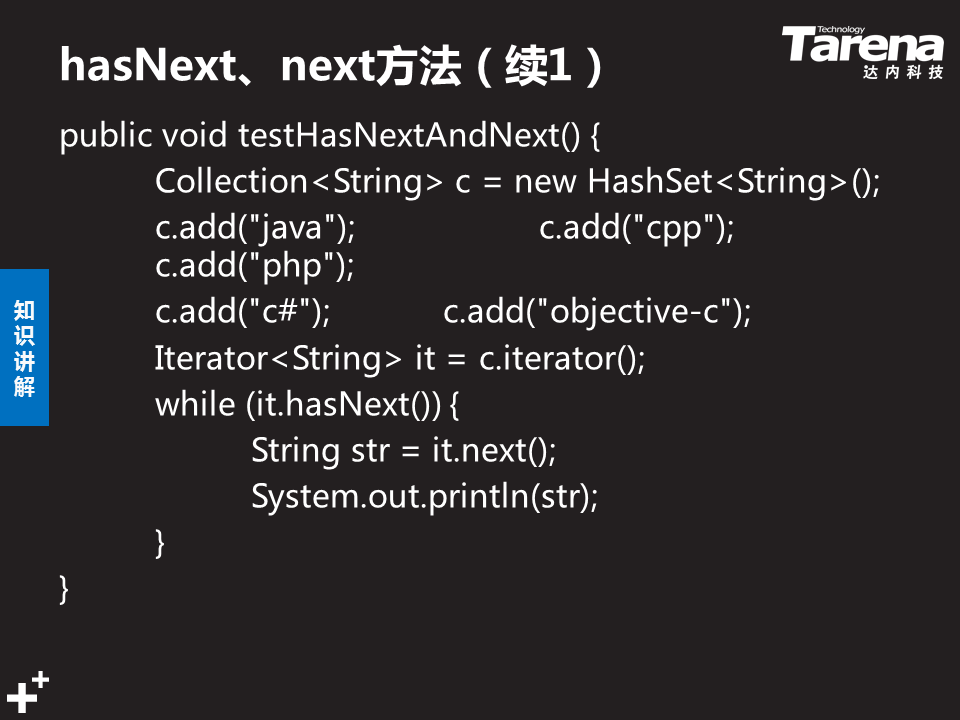 hasNext、next方法（续1）
Technology
Tarena
达内科技
public void testHasNextAndNext() {
Collection<String> c = new HashSet<String>();
c.add("java"); c.add("cpp");
c.add("php");
c.add("c#"); c.add("objective-c");
Iterator<String> it = c.iterator();
while (it.hasNext()) {
String str = it.next();
System.out.println(str);
}
}
知
识
讲
解